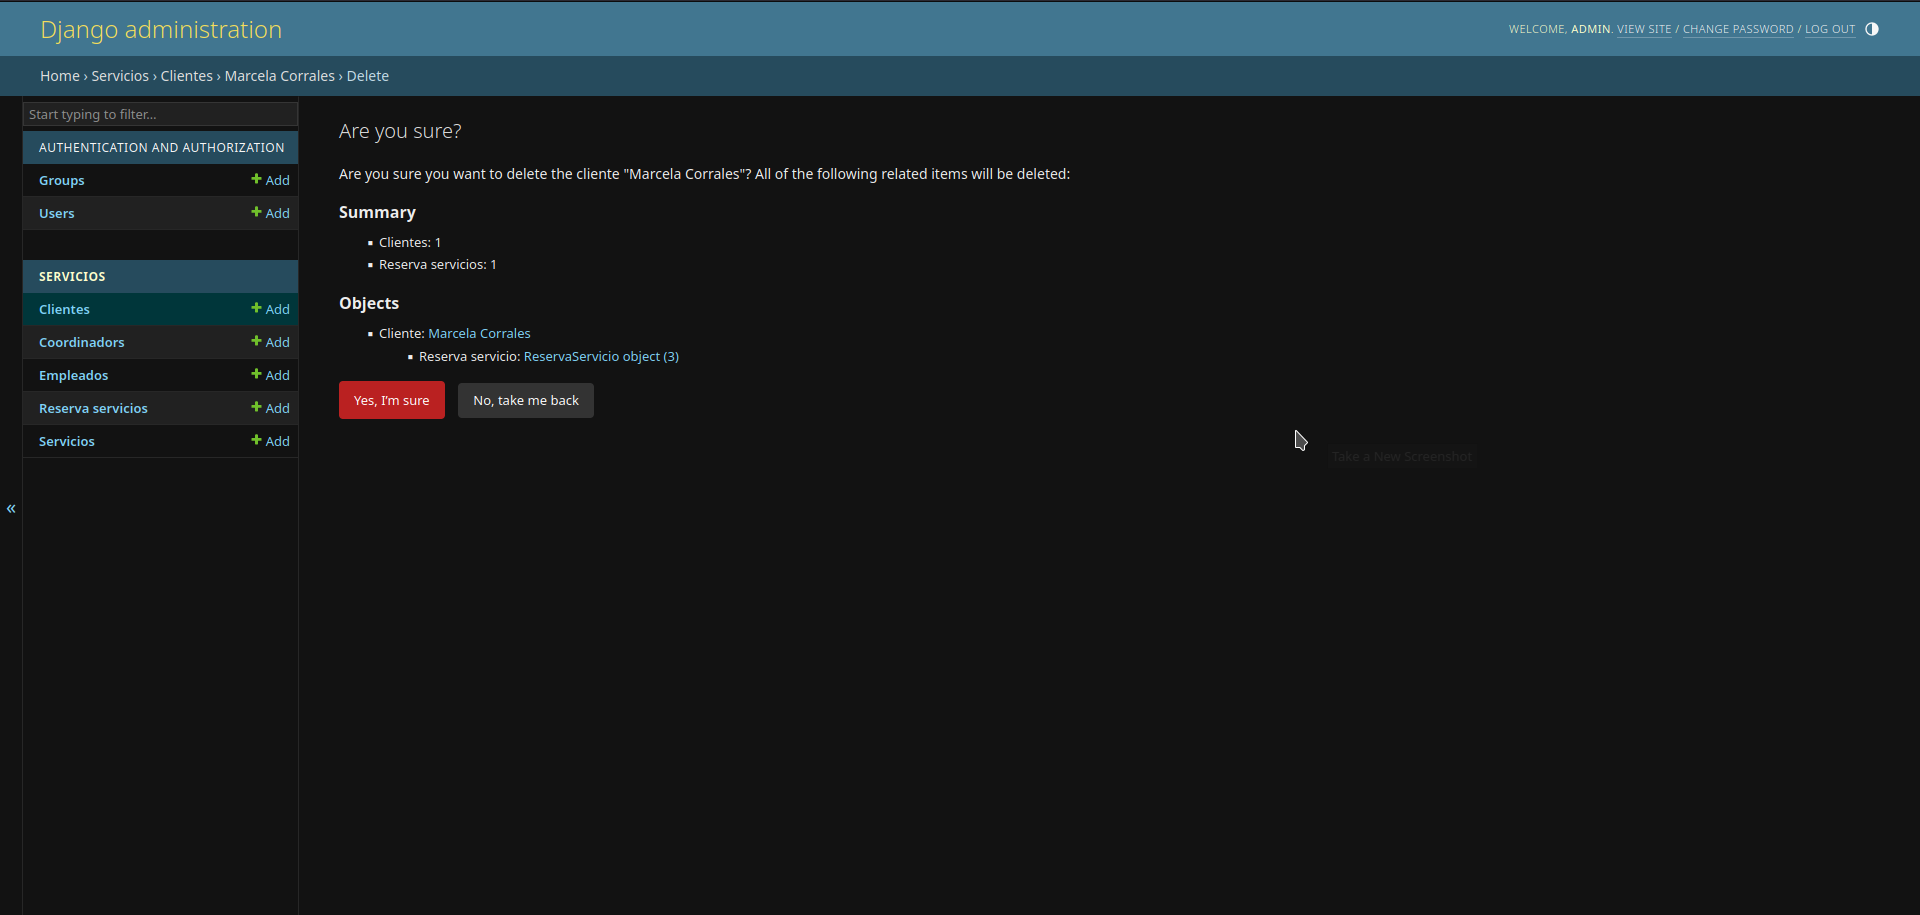 Django administration
WELCOME, ADMIN. VIEW SITE / CHANGE PASSWORD / LOG OUT
Home › Servicios › Clientes › Marcela Corrales › Delete
Start typing to filter...
AUTHENTICATION AND AUTHORIZATION
Groups + Add
Users + Add
SERVICIOS
Clientes + Add
Coordinadors + Add
Empleados + Add
Reserva servicios + Add
Servicios + Add
«
Are you sure?
Are you sure you want to delete the cliente "Marcela Corrales"? All of the following related items will be deleted:
Summary
▪ Clientes: 1
▪ Reserva servicios: 1
Objects
▪ Cliente: Marcela Corrales
▪ Reserva servicio: ReservaServicio object (3)
Yes, I’m sure No, take me back
Take a New Screenshot